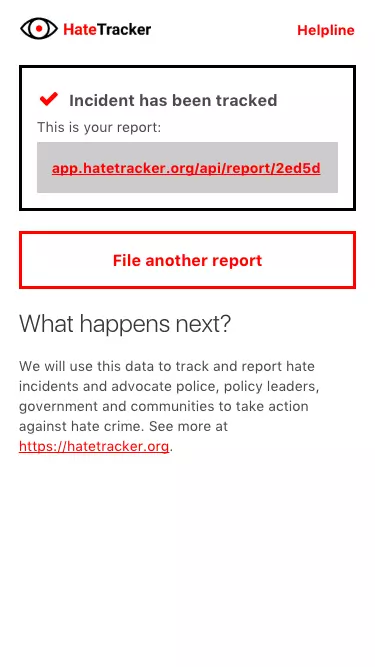 HateTracker
Helpline
Incident has been tracked
This is your report:
app.hatetracker.org/api/report/2ed5d
File another report
What happens next?
We will use this data to track and report hate
incidents and advocate police, policy leaders,
government and communities to take action
against hate crime. See more at
https://hatetracker.org.